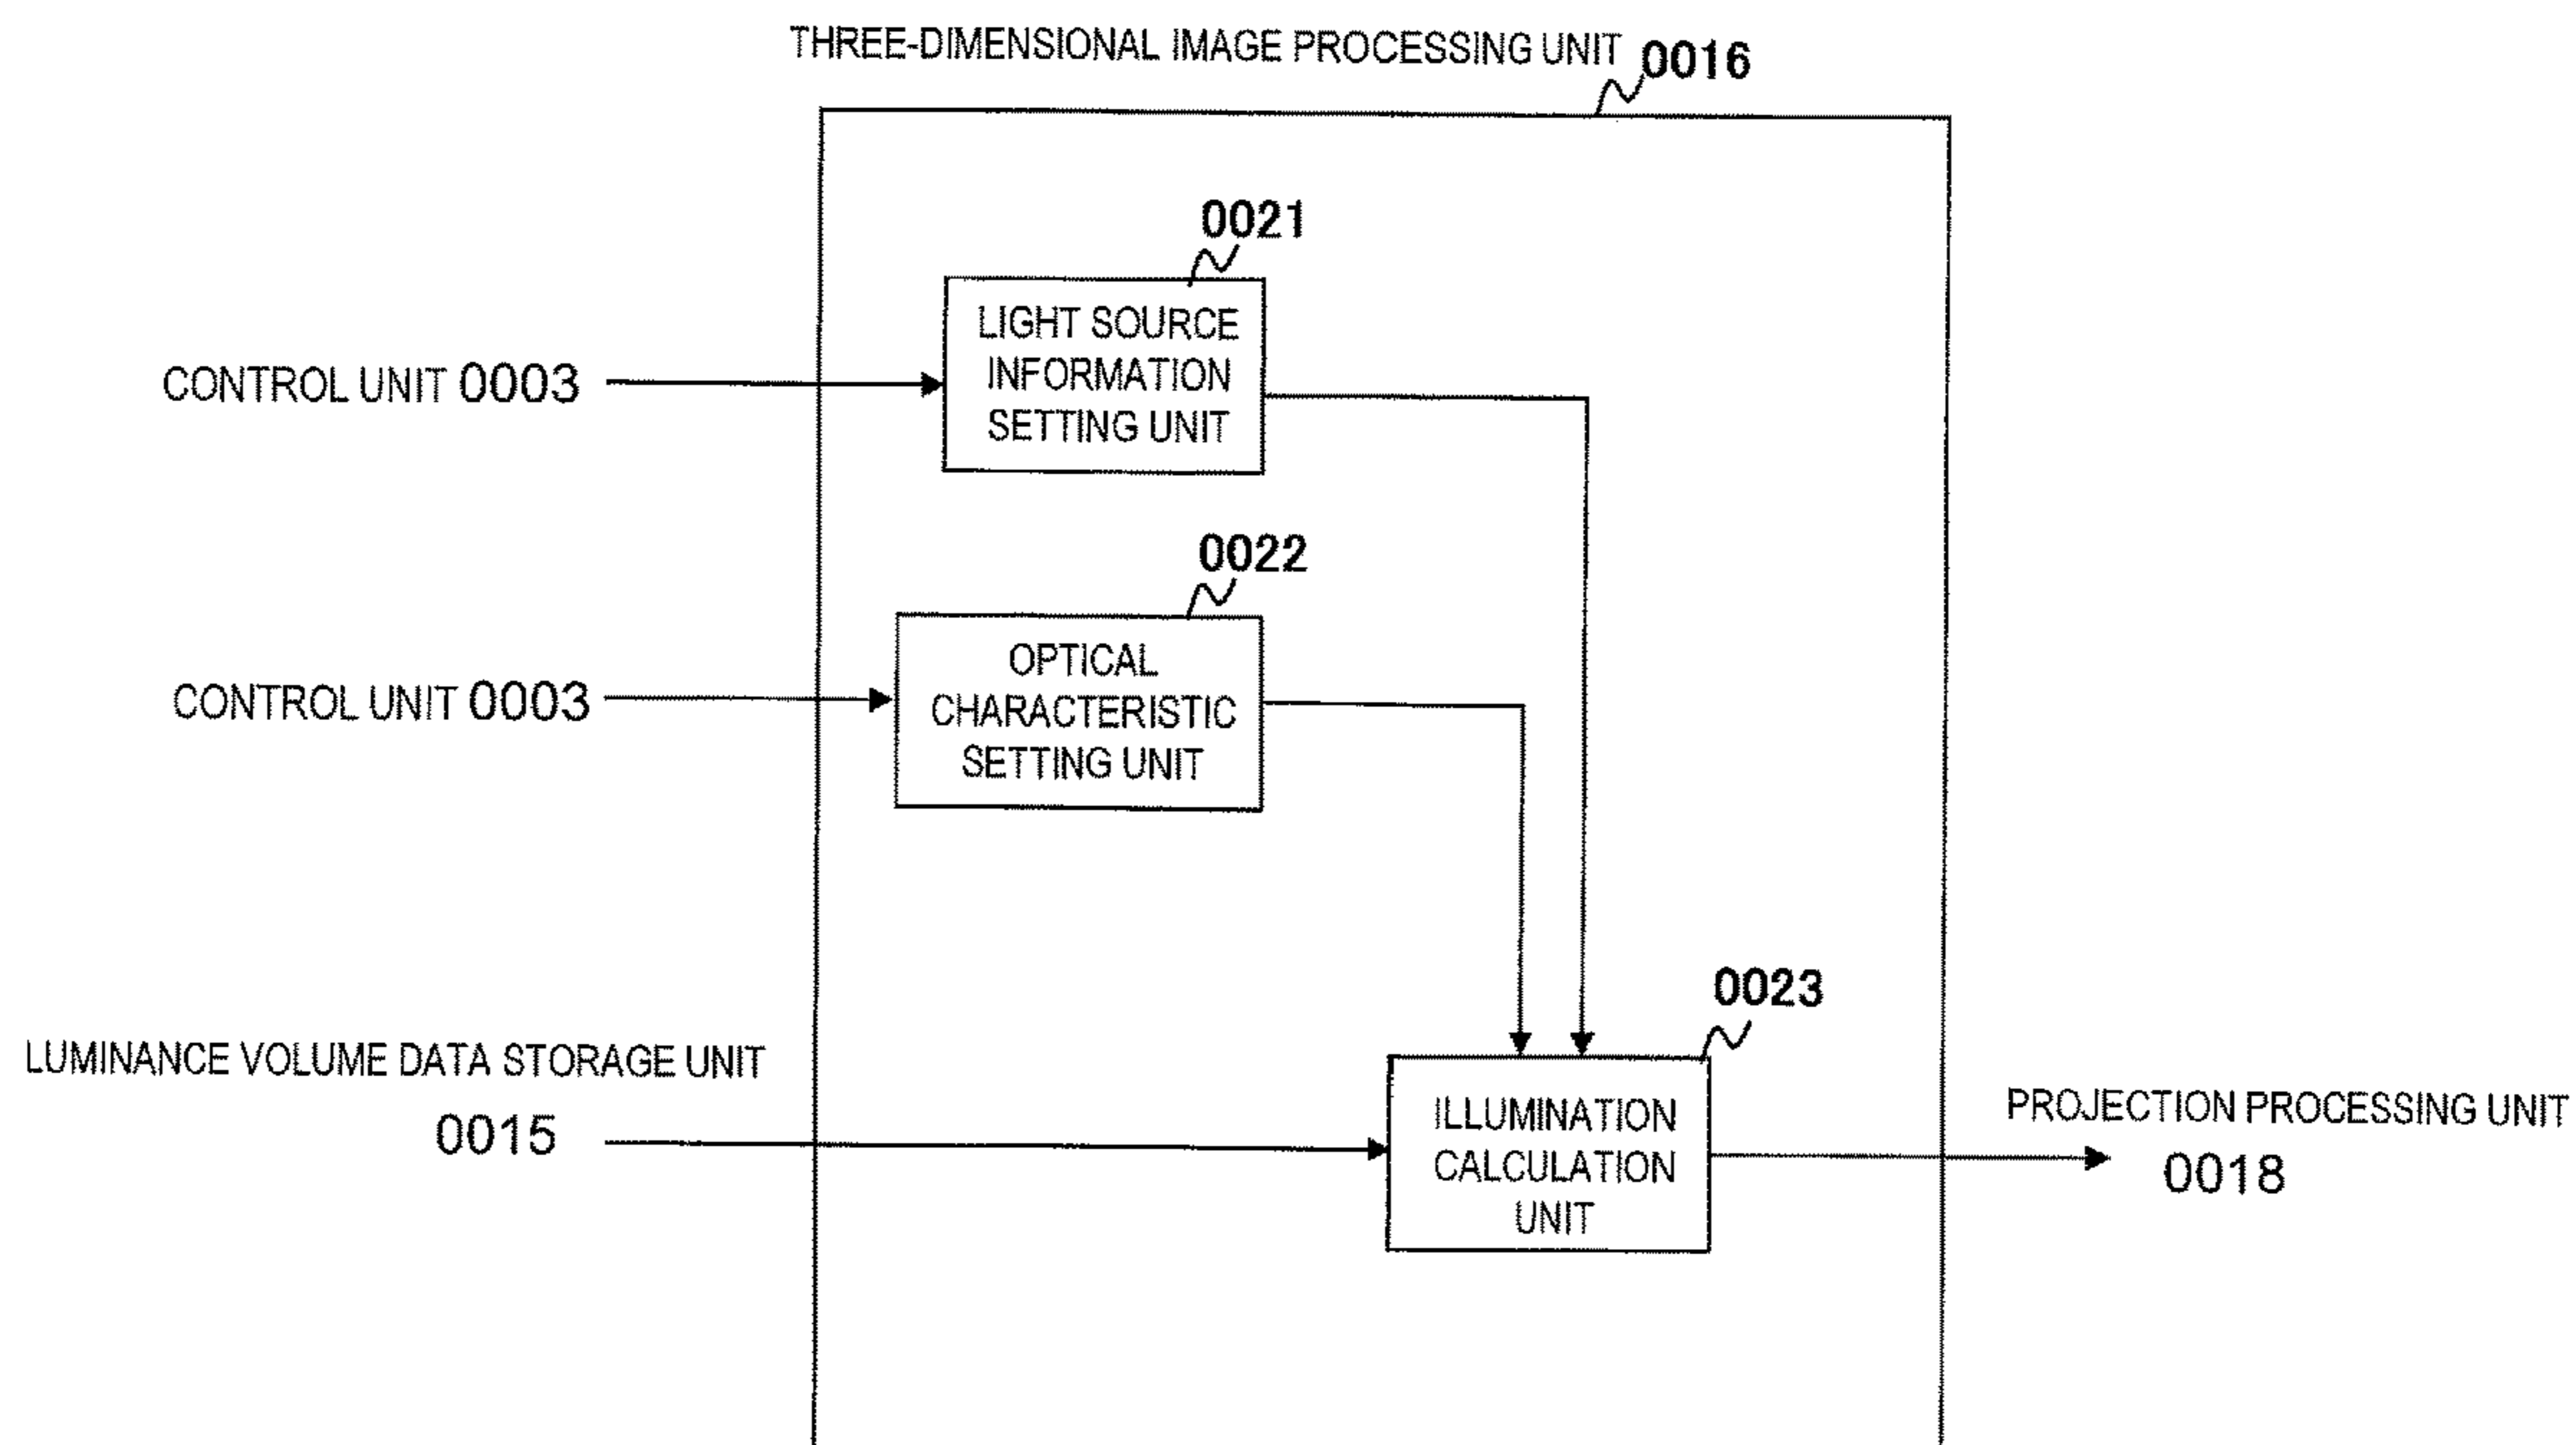 THREE-DIMENSIONAL IMAGE PROCESSING UNIT 0016
0021
LIGHT SOURCE
INFORMATION
SETTING UNIT
CONTROL UNIT 0003
0022
OPTICAL
CHARACTERISTIC
SETTING UNIT
CONTROL UNIT 0003
0023
LUMINANCE VOLUME DATA STORAGE UNIT
0015
ILLUMINATION
CALCULATION
UNIT
PROJECTION PROCESSING UNIT
0018